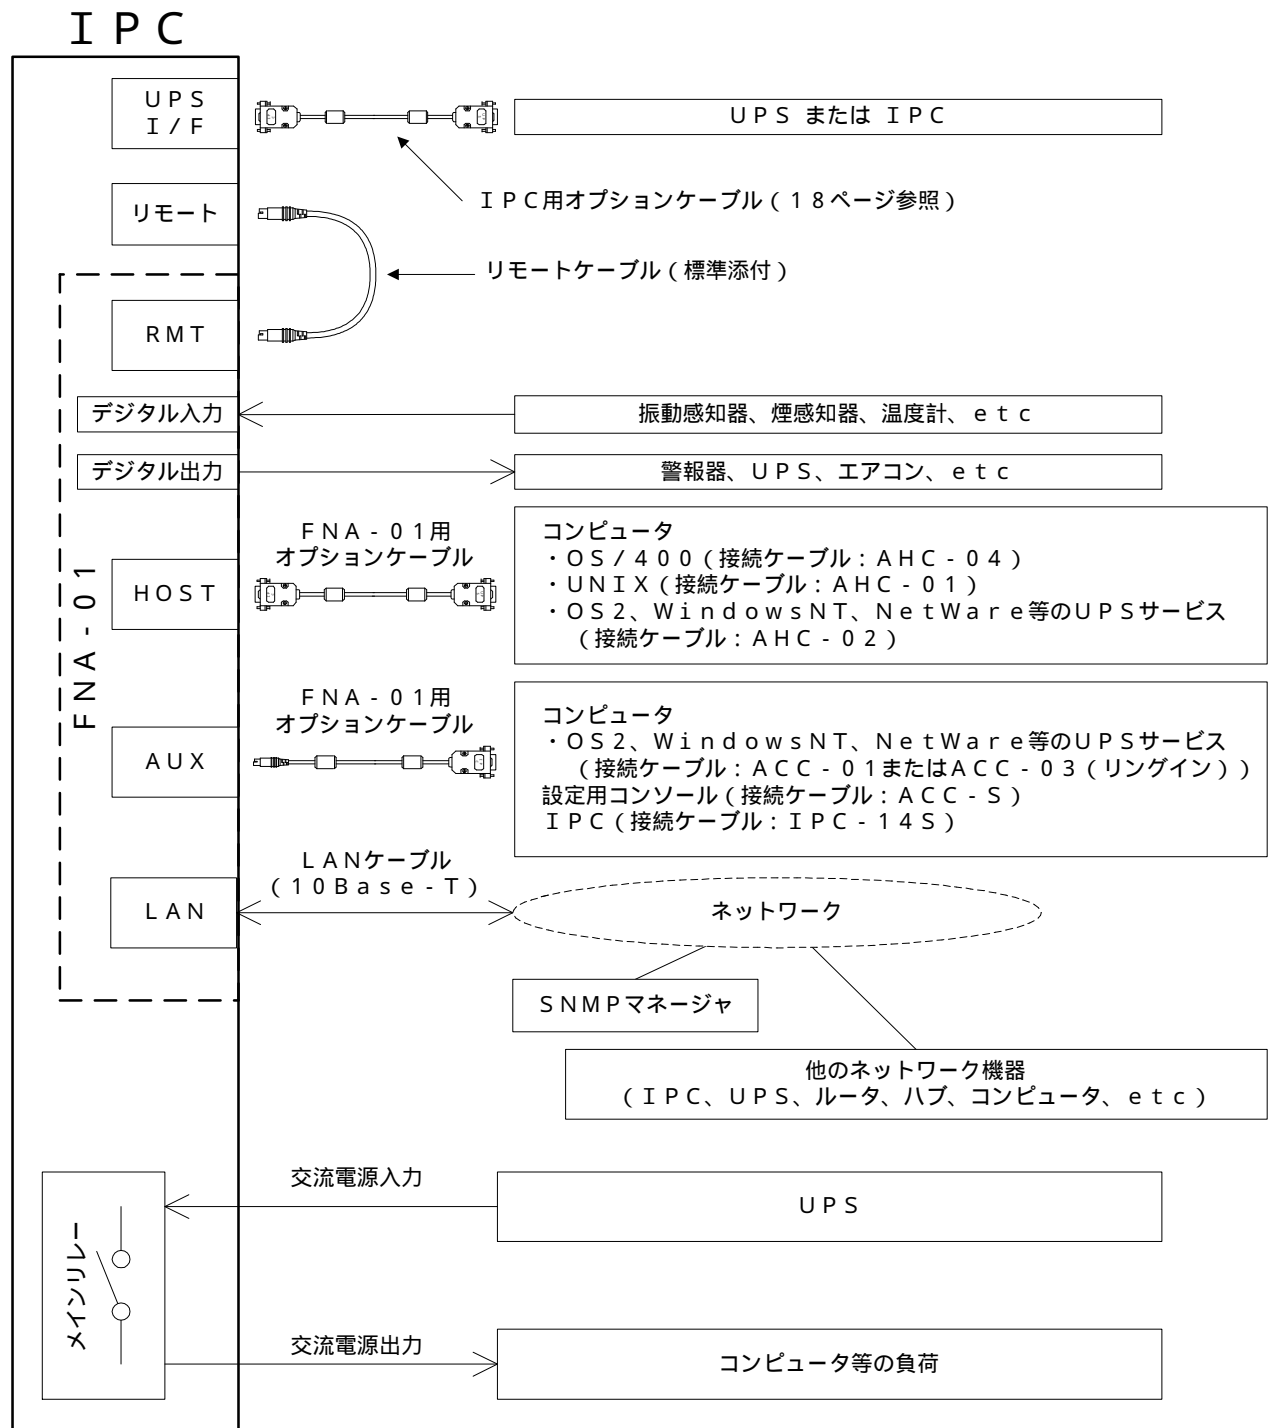 ＩＰＣ
ＵＰＳ
Ｉ/Ｆ
ＵＰＳ または ＩＰＣ
ＩＰＣ用オプションケーブル（１８ページ参照）
リモート
リモートケーブル（標準添付）
ＲＭＴ
デジタル入力
振動感知器、煙感知器、温度計、ｅｔｃ
デジタル出力
警報器、ＵＰＳ、エアコン、ｅｔｃ
ＦＮＡ-０１
ＦＮＡ-０１用
オプションケーブル
ＨＯＳＴ
コンピュータ
・ＯＳ/４００（接続ケーブル：ＡＨＣ-０４）
・ＵＮＩＸ（接続ケーブル：ＡＨＣ-０１）
・ＯＳ２、ＷｉｎｄｏｗｓＮＴ、ＮｅｔＷａｒｅ等のＵＰＳサービス
（接続ケーブル：ＡＨＣ-０２）
ＦＮＡ-０１用
オプションケーブル
ＡＵＸ
コンピュータ
・ＯＳ２、ＷｉｎｄｏｗｓＮＴ、ＮｅｔＷａｒｅ等のＵＰＳサービス
（接続ケーブル：ＡＣＣ-０１またはＡＣＣ-０３（リングイン））
設定用コンソール（接続ケーブル：ＡＣＣ-Ｓ）
ＩＰＣ（接続ケーブル：ＩＰＣ-１４Ｓ）
ＬＡＮケーブル
（１０Ｂａｓｅ-Ｔ）
ＬＡＮ
ネットワーク
ＳＮＭＰマネージャ
他のネットワーク機器
（ＩＰＣ、ＵＰＳ、ルータ、ハブ、コンピュータ、ｅｔｃ）
メインリレー
交流電源入力
ＵＰＳ
交流電源出力
コンピュータ等の負荷